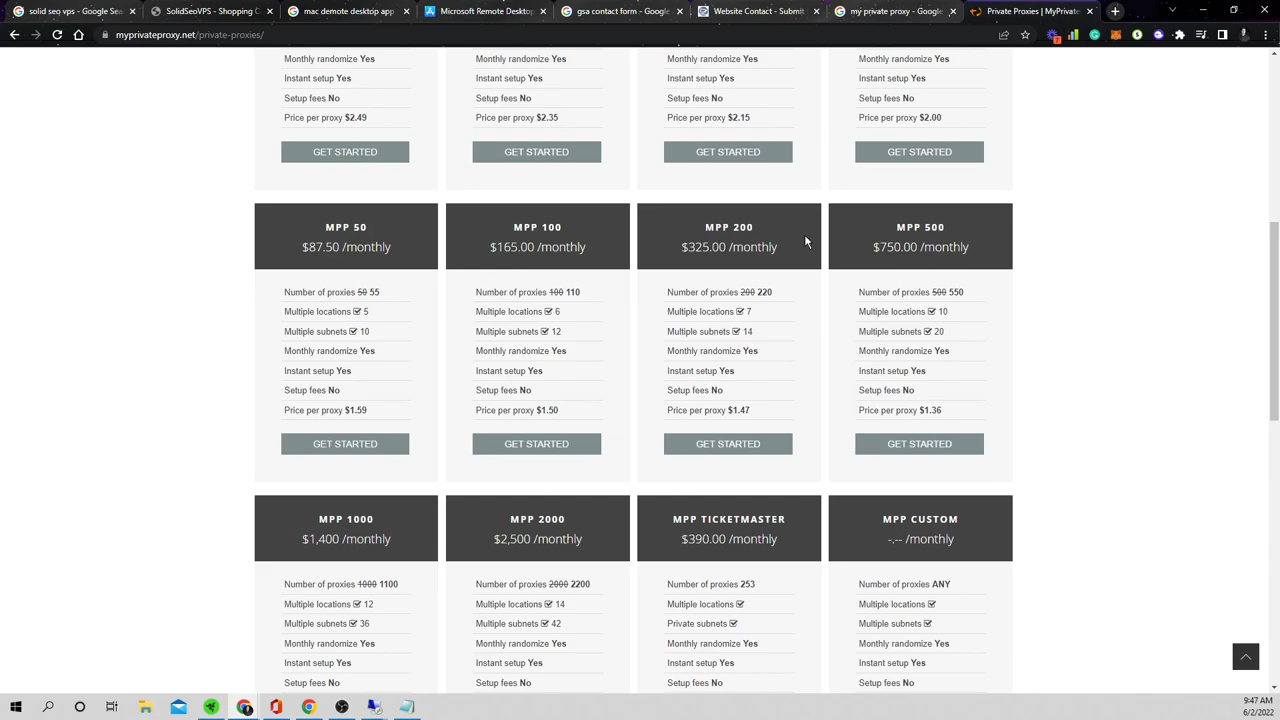 solid seo vps - Google Sea
SolidSeoVPS - Shopping C
mac demote desktop app
Microsoft Remote Desktop
gsa contact form - Google
Website Contact - Submitt
my private proxy - Google
Private Proxies | MyPrivate
myprivateproxy.net/private-proxies/
Monthly randomize Yes Monthly randomize Yes Monthly randomize Yes Monthly randomize Yes
Instant setup Yes Instant setup Yes Instant setup Yes Instant setup Yes
Setup fees No Setup fees No Setup fees No Setup fees No
Price per proxy $2.49 Price per proxy $2.35 Price per proxy $2.15 Price per proxy $2.00
GET STARTED GET STARTED GET STARTED GET STARTED
MPP 50 MPP 100 MPP 200 MPP 500
$87.50 /monthly $165.00 /monthly $325.00 /monthly $750.00 /monthly
Number of proxies 50 55 Number of proxies 100 110 Number of proxies 200 220 Number of proxies 500 550
Multiple locations 5 Multiple locations 6 Multiple locations 7 Multiple locations 10
Multiple subnets 10 Multiple subnets 12 Multiple subnets 14 Multiple subnets 20
Monthly randomize Yes Monthly randomize Yes Monthly randomize Yes Monthly randomize Yes
Instant setup Yes Instant setup Yes Instant setup Yes Instant setup Yes
Setup fees No Setup fees No Setup fees No Setup fees No
Price per proxy $1.59 Price per proxy $1.50 Price per proxy $1.47 Price per proxy $1.36
GET STARTED GET STARTED GET STARTED GET STARTED
MPP 1000 MPP 2000 MPP TICKETMASTER MPP CUSTOM
$1,400 /monthly $2,500 /monthly $390.00 /monthly -.-- /monthly
Number of proxies 1000 1100 Number of proxies 2000 2200 Number of proxies 253 Number of proxies ANY
Multiple locations 12 Multiple locations 14 Multiple locations Multiple locations
Multiple subnets 36 Multiple subnets 42 Private subnets Multiple subnets
Monthly randomize Yes Monthly randomize Yes Monthly randomize Yes Monthly randomize Yes
Instant setup Yes Instant setup Yes Instant setup Yes Instant setup Yes
Setup fees No Setup fees No Setup fees No Setup fees No
9:47 AM
6/2/2022